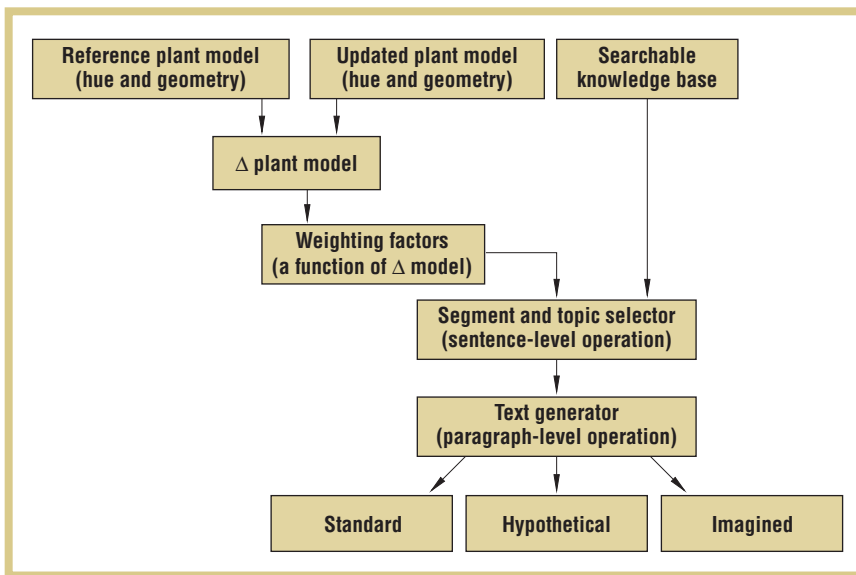 Reference plant model
(hue and geometry)
Updated plant model
(hue and geometry)
Searchable
knowledge base
Δ plant model
Weighting factors
(a function of Δ model)
Segment and topic selector
(sentence-level operation)
Text generator
(paragraph-level operation)
Standard
Hypothetical
Imagined